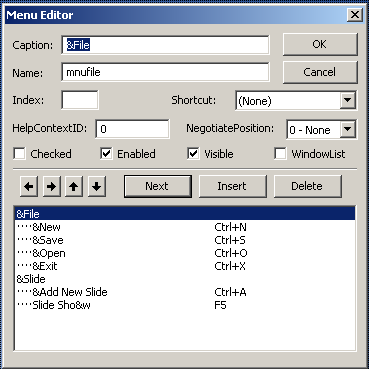 Menu Editor
Caption: &File OK
Name: mnufile Cancel
Index: Shortcut: (None)
HelpContextID: 0 NegotiatePosition: 0 - None
Checked Enabled Visible WindowList
Next Insert Delete
&File
····&New Ctrl+N
····&Save Ctrl+S
····&Open Ctrl+O
····&Exit Ctrl+X
&Slide
····&Add New Slide Ctrl+A
····Slide Sho&w F5